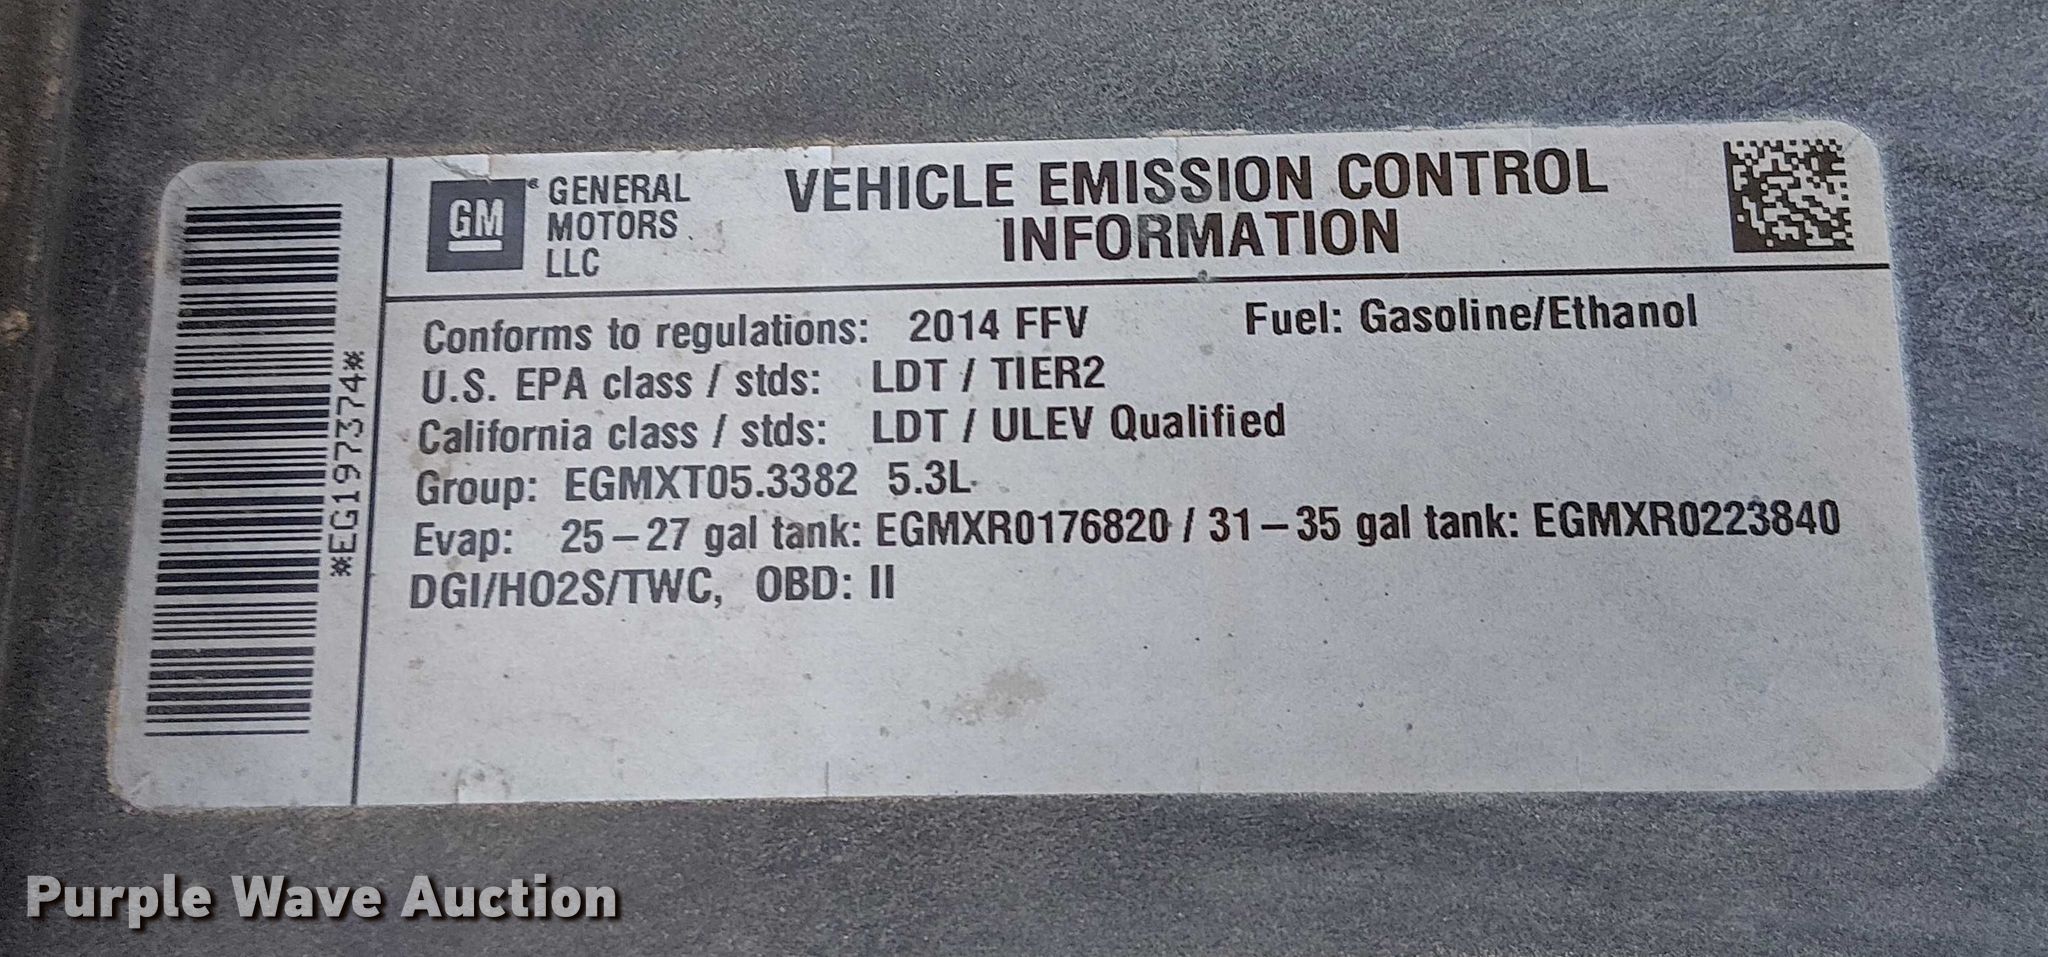 *EG197374*
GM® GENERAL
MOTORS
LLC
VEHICLE EMISSION CONTROL
INFORMATION
Conforms to regulations: 2014 FFV Fuel: Gasoline/Ethanol
U.S. EPA class / stds: LDT / TIER2
California class / stds: LDT / ULEV Qualified
Group: EGMXT05.3382 5.3L
Evap: 25-27 gal tank: EGMXR0176820 / 31-35 gal tank: EGMXR0223840
DGI/HO2S/TWC, OBD: II
Purple Wave Auction